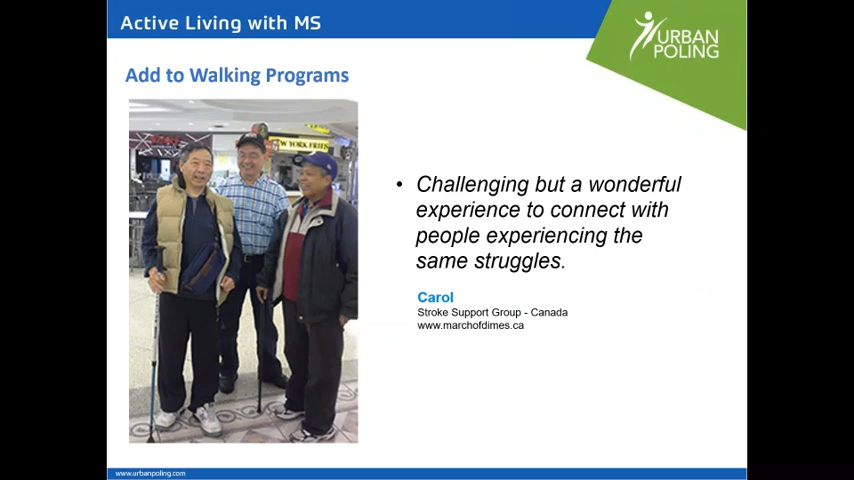 Active Living with MS
URBAN
POLING
Add to Walking Programs
W YORK FRIES
• Challenging but a wonderful
experience to connect with
people experiencing the
same struggles.
Carol
Stroke Support Group - Canada
www.marchofdimes.ca
www.urbanpoling.com